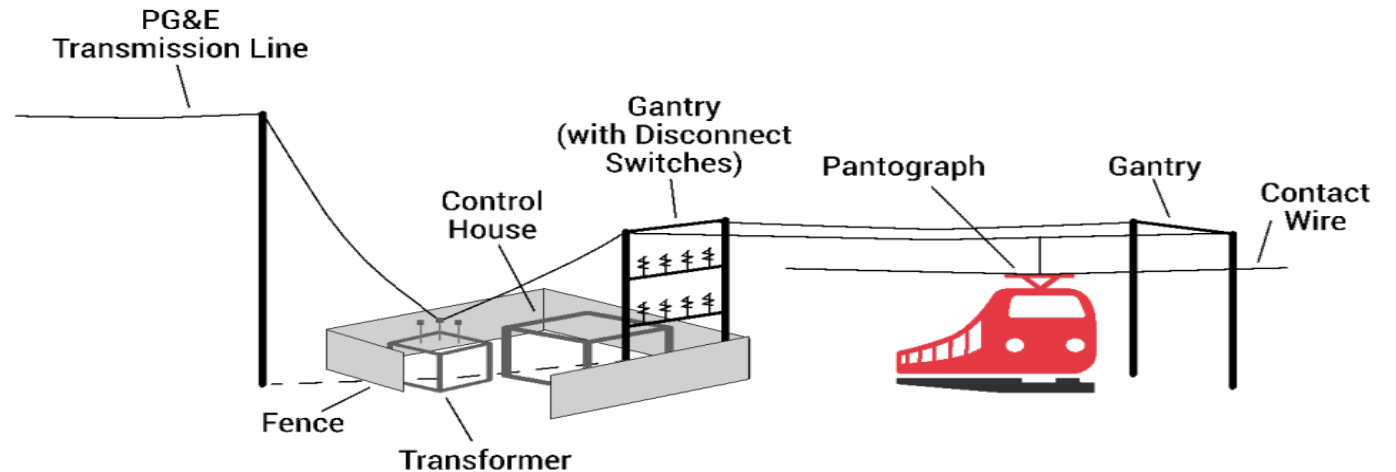 PG&E
Transmission Line
Gantry
(with Disconnect
Switches)
Pantograph
Gantry
Contact
Wire
Control
House
Fence
Transformer